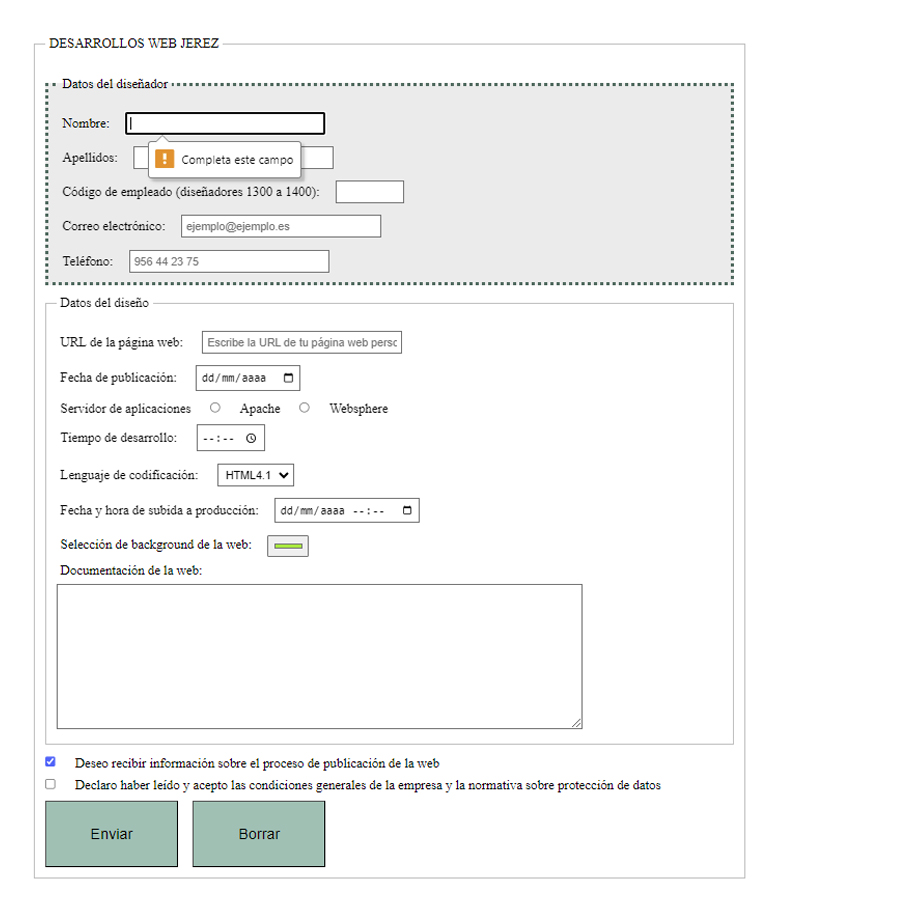 DESARROLLOS WEB JEREZ
Datos del diseñador
Nombre:
Completa este campo
Apellidos:
Código de empleado (diseñadores 1300 a 1400):
Correo electrónico: ejemplo@ejemplo.es
Teléfono: 956 44 23 75
Datos del diseño
URL de la página web: Escribe la URL de tu página web perso
Fecha de publicación: dd/mm/aaaa
Servidor de aplicaciones Apache Websphere
Tiempo de desarrollo: --:--
Lenguaje de codificación: HTML4.1
Fecha y hora de subida a producción: dd/mm/aaaa --:--
Selección de background de la web:
Documentación de la web:
Deseo recibir información sobre el proceso de publicación de la web
Declaro haber leído y acepto las condiciones generales de la empresa y la normativa sobre protección de datos
Enviar Borrar